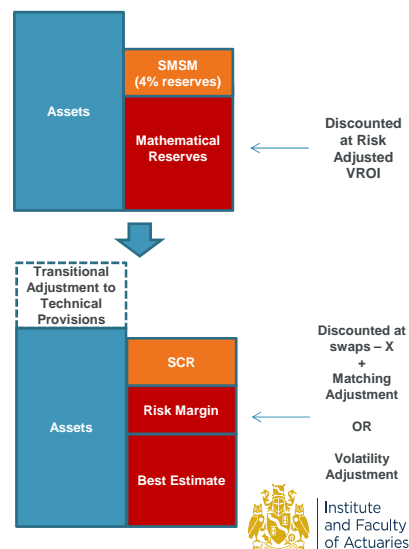 SMSM
(4% reserves)
Assets
Mathematical
Reserves
Discounted
at Risk
Adjusted
VROI
Transitional
Adjustment to
Technical
Provisions
SCR
Risk Margin
Assets
Best Estimate
Discounted at
swaps – X
+
Matching
Adjustment
OR
Volatility
Adjustment
Institute
and Faculty
of Actuaries